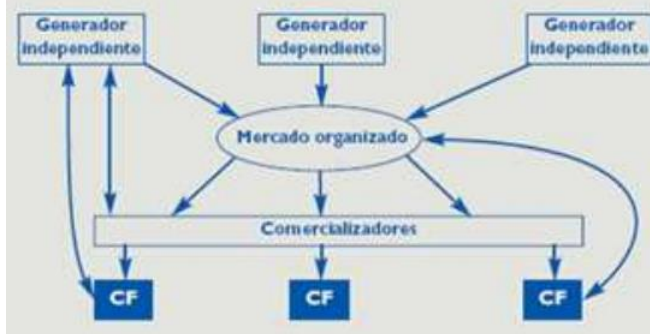 Generador
independiente
Generador
independiente
Generador
independiente
Mercado organizado
Comercializadores
CF
CF
CF